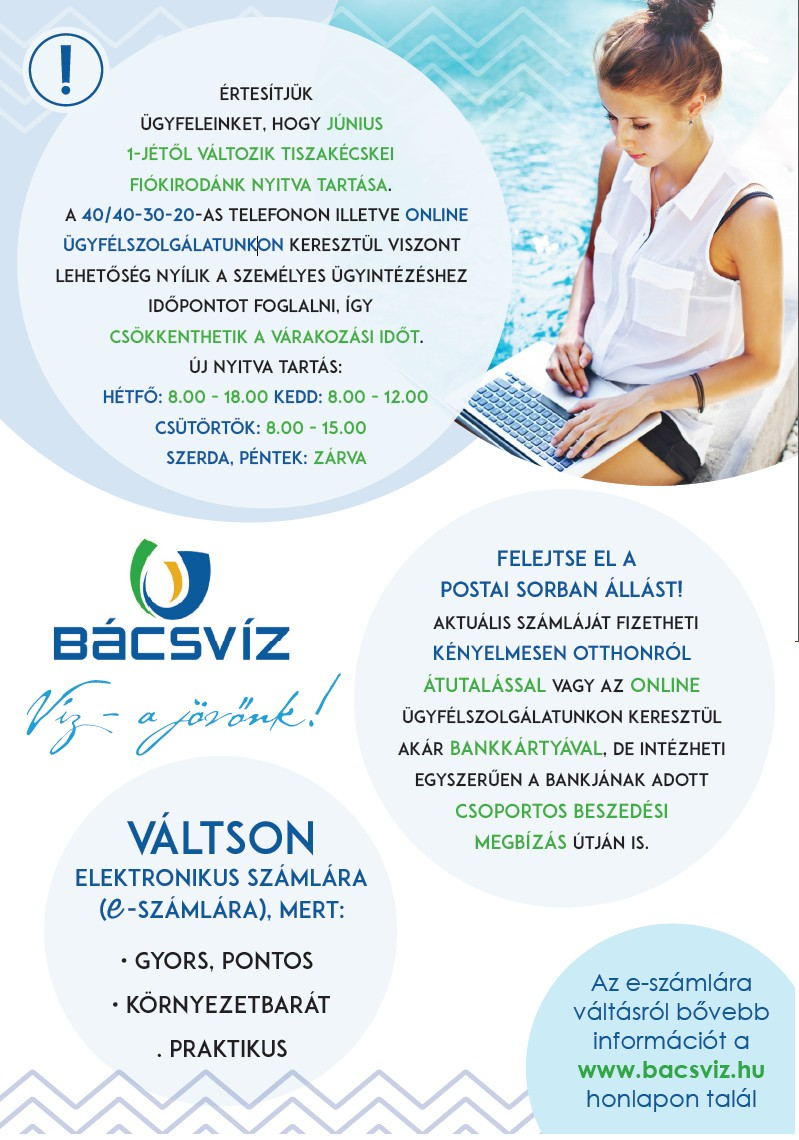 !
ÉRTESÍTJÜK
ÜGYFELEINKET, HOGY JÚNIUS
1-JÉTŐL VÁLTOZIK TISZAKÉCSKEI
FIÓKIRODÁNK NYITVA TARTÁSA.
A 40/40-30-20-AS TELEFONON ILLETVE ONLINE
ÜGYFÉLSZOLGÁLATUNKON KERESZTÜL VISZONT
LEHETŐSÉG NYÍLIK A SZEMÉLYES ÜGYINTÉZÉSHEZ
IDŐPONTOT FOGLALNI, ÍGY
CSÖKKENTHETIK A VÁRAKOZÁSI IDŐT.
ÚJ NYITVA TARTÁS:
HÉTFŐ: 8.00 - 18.00 KEDD: 8.00 - 12.00
CSÜTÖRTÖK: 8.00 - 15.00
SZERDA, PÉNTEK: ZÁRVA
BÁCSVÍZ
Víz - a jövőnk!
FELEJTSE EL A
POSTAI SORBAN ÁLLÁST!
AKTUÁLIS SZÁMLÁJÁT FIZETHETI
KÉNYELMESEN OTTHONRÓL
ÁTUTALÁSSAL VAGY AZ ONLINE
ÜGYFÉLSZOLGÁLATUNKON KERESZTÜL
AKÁR BANKKÁRTYÁVAL, DE INTÉZHETI
EGYSZERŰEN A BANKJÁNAK ADOTT
CSOPORTOS BESZEDÉSI
MEGBÍZÁS ÚTJÁN IS.
VÁLTSON
ELEKTRONIKUS SZÁMLÁRA
(e-SZÁMLÁRA), MERT:
• GYORS, PONTOS
• KÖRNYEZETBARÁT
. PRAKTIKUS
Az e-számlára
váltásról bővebb
információt a
www.bacsviz.hu
honlapon talál